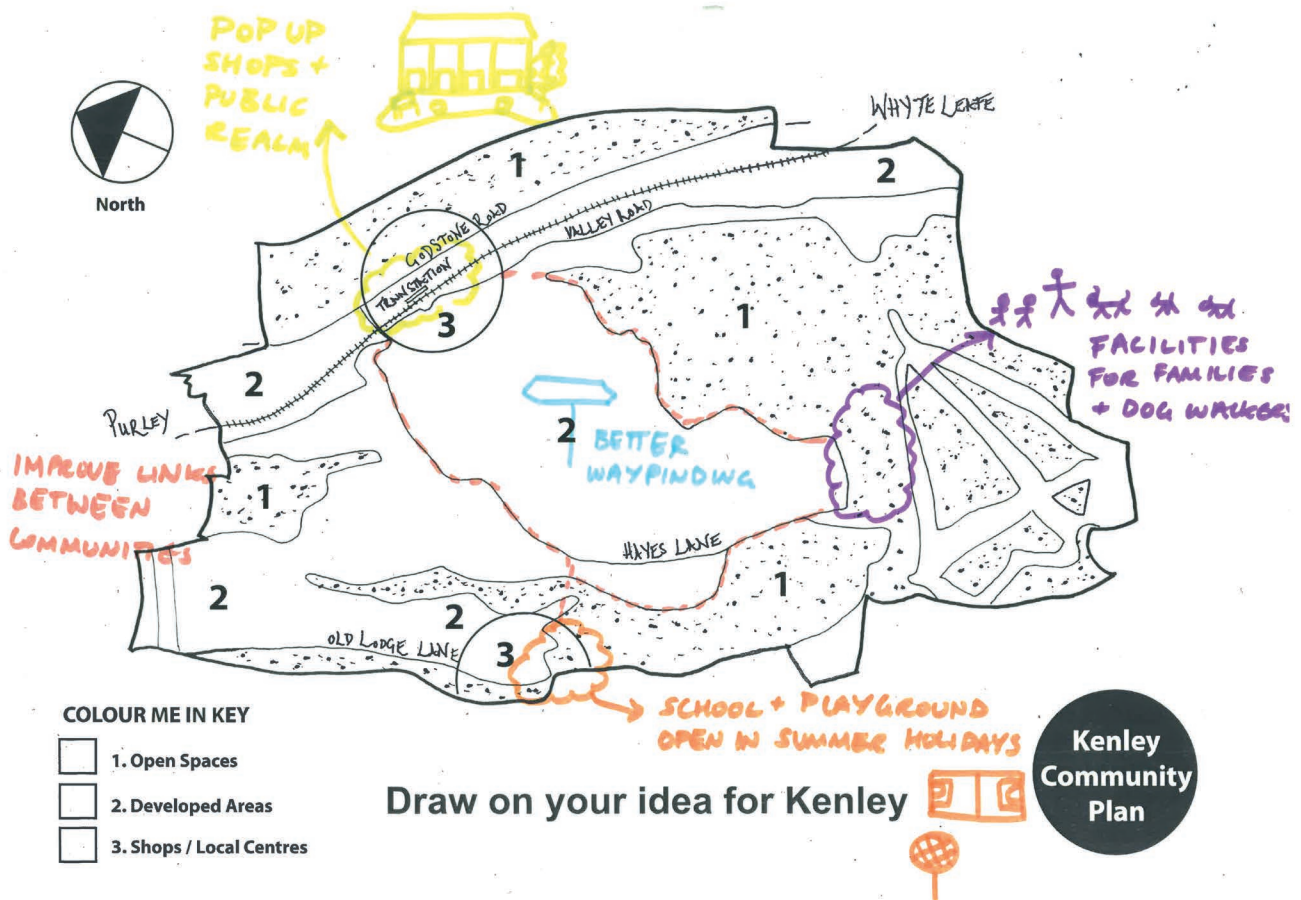 POP UP
SHOPS +
PUBLIC
REALM
North
WHYTE LEAFE
1
2
GODSTONE ROAD
VALLEY ROAD
TRAIN STATION
3
1
2
PURLEY
FACILITIES
FOR FAMILIES
+ DOG WALKERS
2
BETTER
WAYFINDING
IMPROVE LINKS
BETWEEN
COMMUNITIES
1
HAYES LANE
1
2
2
OLD LODGE LANE
3
SCHOOL + PLAYGROUND
OPEN IN SUMMER HOLIDAYS
COLOUR ME IN KEY
1. Open Spaces
2. Developed Areas
3. Shops / Local Centres
Draw on your idea for Kenley
Kenley
Community
Plan